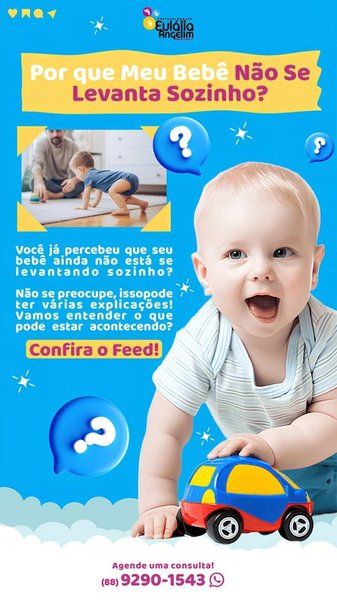 Eulália
Angelim
Por que Meu Bebê Não Se
Levanta Sozinho?
Você já percebeu que seu
bebê ainda não está se
levantando sozinho?
Não se preocupe, issopode
ter várias explicações!
Vamos entender o que
pode estar acontecendo?
Confira o Feed!
Agende uma consulta!
(88) 9290-1543